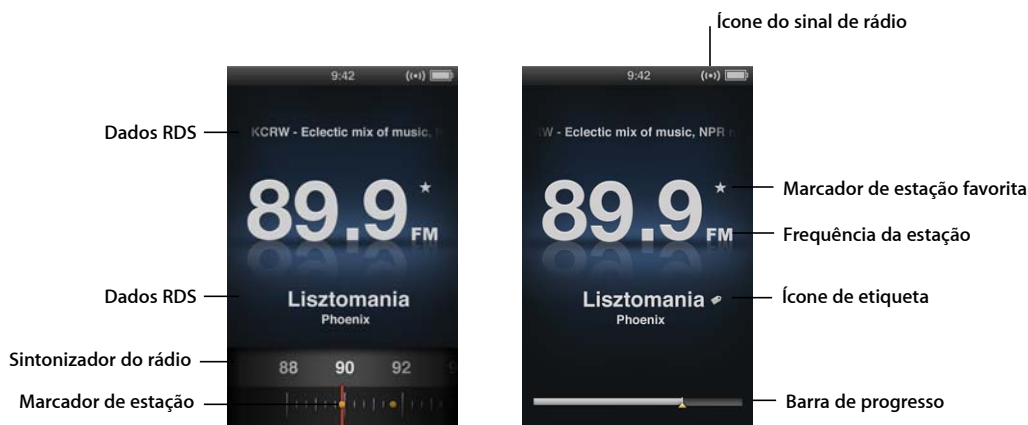 Ícone do sinal de rádio
9:42
Dados RDS
KCRW - Eclectic mix of music,
89.9
FM
Dados RDS
Lisztomania
Phoenix
Sintonizador do rádio
88 90 92
Marcador de estação
9:42
- Eclectic mix of music, NPR
89.9
FM
Marcador de estação favorita
Frequência da estação
Lisztomania
Phoenix
Ícone de etiqueta
Barra de progresso